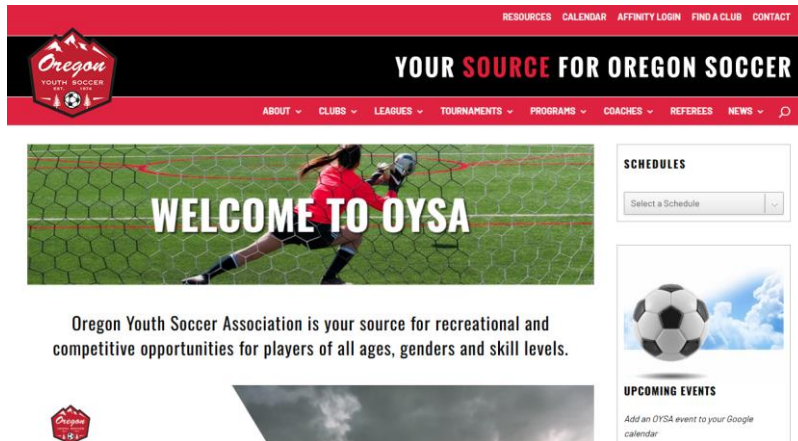 RESOURCES CALENDAR AFFINITY LOGIN FIND A CLUB CONTACT
Oregon
YOUTH SOCCER
EST. 1974
YOUR SOURCE FOR OREGON SOCCER
ABOUT CLUBS LEAGUES TOURNAMENTS PROGRAMS COACHES REFEREES NEWS
WELCOME TO OYSA
Oregon Youth Soccer Association is your source for recreational and
competitive opportunities for players of all ages, genders and skill levels.
Oregon
SCHEDULES
Select a Schedule
UPCOMING EVENTS
Add an OYSA event to your Google
calendar